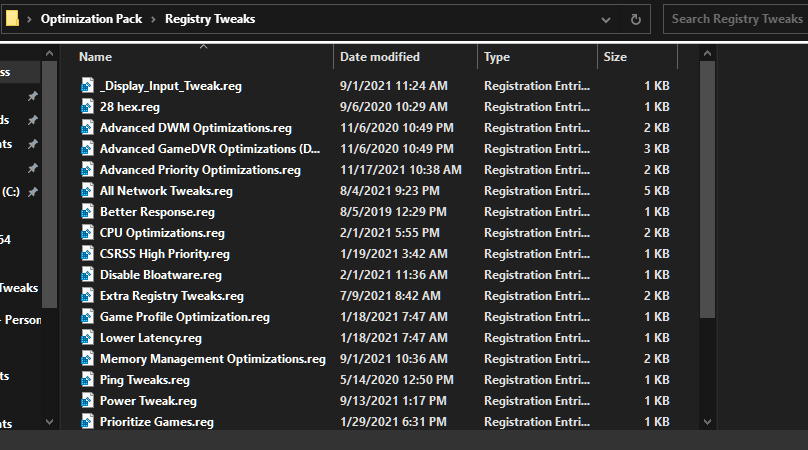 Optimization Pack > Registry Tweaks
Search Registry Tweaks
Name Date modified Type Size
_Display_Input_Tweak.reg 9/1/2021 11:24 AM Registration Entri... 1 KB
28 hex.reg 9/6/2020 10:29 AM Registration Entri... 1 KB
Advanced DWM Optimizations.reg 11/6/2020 10:49 PM Registration Entri... 2 KB
Advanced GameDVR Optimizations (D... 11/6/2020 10:49 PM Registration Entri... 3 KB
Advanced Priority Optimizations.reg 11/17/2021 10:38 AM Registration Entri... 2 KB
All Network Tweaks.reg 8/4/2021 9:23 PM Registration Entri... 5 KB
Better Response.reg 8/5/2019 12:29 PM Registration Entri... 1 KB
CPU Optimizations.reg 2/1/2021 5:55 PM Registration Entri... 2 KB
CSRSS High Priority.reg 1/19/2021 3:42 AM Registration Entri... 1 KB
Disable Bloatware.reg 2/1/2021 11:36 AM Registration Entri... 1 KB
Extra Registry Tweaks.reg 7/9/2021 8:42 AM Registration Entri... 2 KB
Game Profile Optimization.reg 1/18/2021 7:47 AM Registration Entri... 1 KB
Lower Latency.reg 1/18/2021 7:47 AM Registration Entri... 1 KB
Memory Management Optimizations.reg 9/1/2021 10:36 AM Registration Entri... 2 KB
Ping Tweaks.reg 5/14/2020 12:50 PM Registration Entri... 1 KB
Power Tweak.reg 9/13/2021 1:17 PM Registration Entri... 1 KB
Prioritize Games.reg 1/29/2021 6:31 PM Registration Entri... 1 KB
ss
ds
nts
(C:)
64
Tweaks
- Person
ts
nts